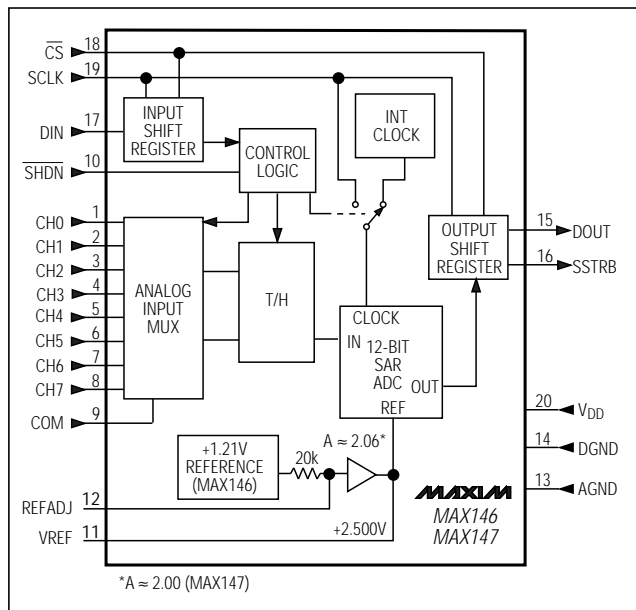 CS 18
SCLK 19
DIN 17
SHDN 10
CH0 1
CH1 2
CH2 3
CH3 4
CH4 5
CH5 6
CH6 7
CH7 8
COM 9
REFADJ 12
VREF 11
INPUT
SHIFT
REGISTER
CONTROL
LOGIC
INT
CLOCK
ANALOG
INPUT
MUX
T/H
CLOCK
IN
12-BIT
SAR
ADC
OUT
REF
OUTPUT
SHIFT
REGISTER
15 DOUT
16 SSTRB
20 VDD
14 DGND
13 AGND
+1.21V
REFERENCE
(MAX146)
20k
A ≈ 2.06*
+2.500V
MAXIM
MAX146
MAX147
*A ≈ 2.00 (MAX147)